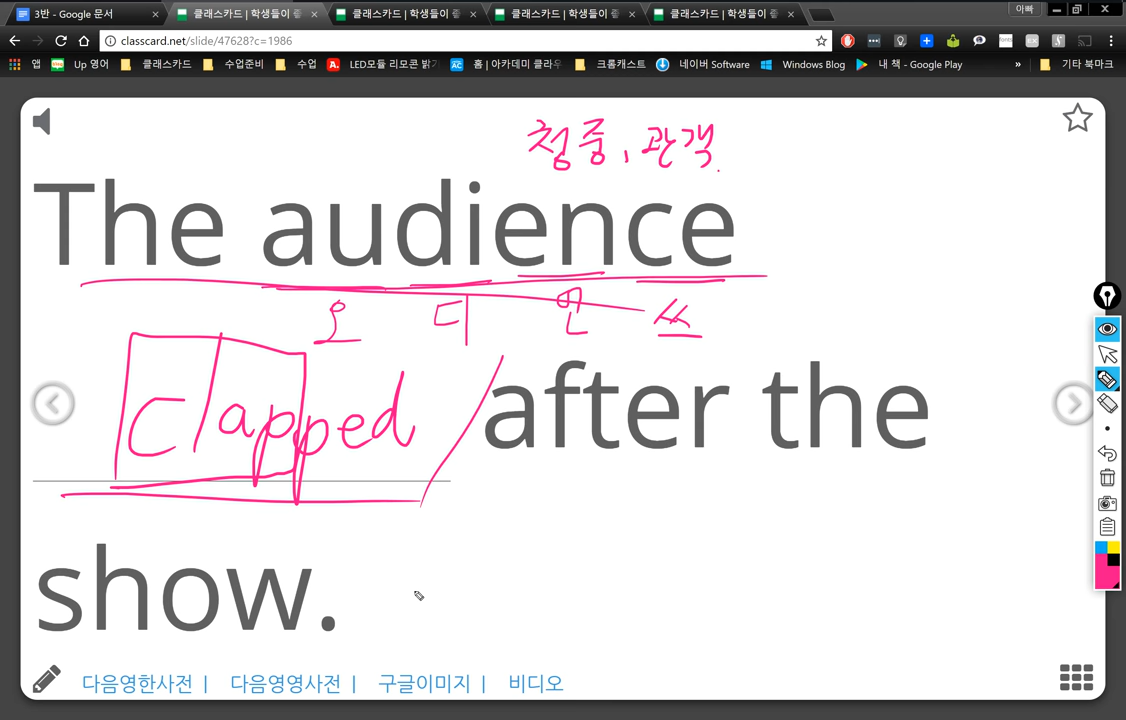 3반 - Google 문서
클래스카드 | 학생들이 좋
클래스카드 | 학생들이 좋
클래스카드 | 학생들이 좋
클래스카드 | 학생들이 좋
아빠
classcard.net/slide/47628?c=1986
앱 Up 영어 클래스카드 수업준비 수업 LED모듈 리모콘 밝기 홈 | 아카데미 클라우 크롬캐스트 네이버 Software Windows Blog 내 책 - Google Play » 기타 북마크
청중, 관객
The audience
오 디 언 쓰
clapped after the
show.
다음영한사전 | 다음영영사전 | 구글이미지 | 비디오